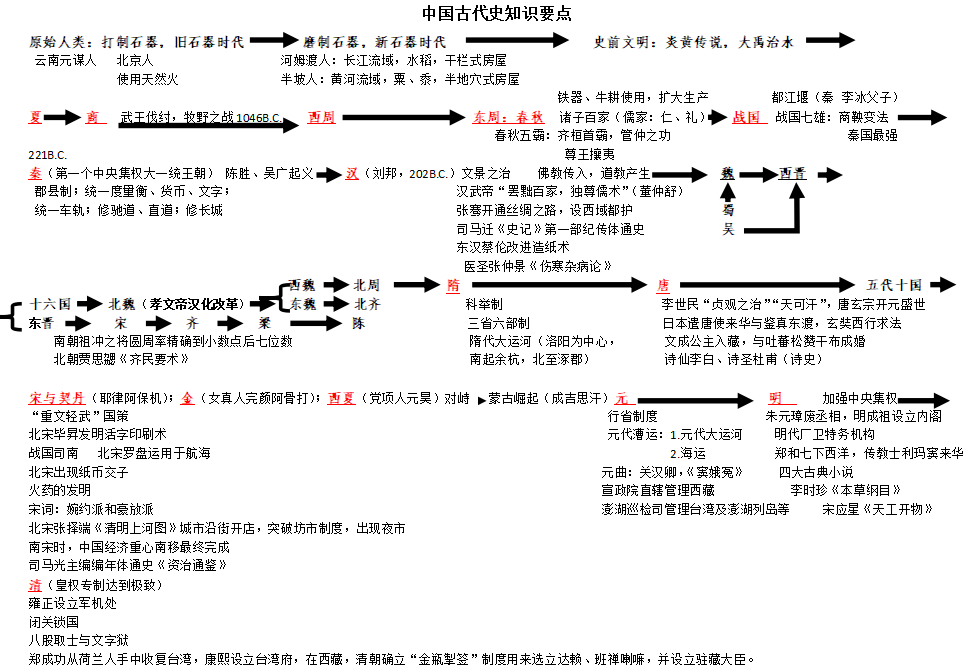 中国古代史知识要点
原始人类：打制石器，旧石器时代 磨制石器，新石器时代 史前文明：炎黄传说，大禹治水
云南元谋人 北京人 河姆渡人：长江流域，水稻，干栏式房屋
使用天然火 半坡人：黄河流域，粟、黍，半地穴式房屋
铁器、牛耕使用，扩大生产 都江堰（秦 李冰父子）
夏 商 武王伐纣，牧野之战 1046B.C. 西周 东周：春秋 诸子百家（儒家：仁、礼） 战国 战国七雄：商鞅变法
春秋五霸：齐桓首霸，管仲之功 秦国最强
221B.C. 尊王攘夷
秦（第一个中央集权大一统王朝） 陈胜、吴广起义 汉（刘邦，202B.C.）文景之治 佛教传入，道教产生 魏 西晋
郡县制；统一度量衡、货币、文字； 汉武帝“罢黜百家，独尊儒术”（董仲舒）
统一车轨；修驰道、直道；修长城 张骞开通丝绸之路，设西域都护 蜀
司马迁《史记》第一部纪传体通史 吴
东汉蔡伦改进造纸术
医圣张仲景《伤寒杂病论》
西魏 北周 隋 唐 五代十国
十六国 北魏（孝文帝汉化改革） 东魏 北齐 科举制 李世民“贞观之治”“天可汗”，唐玄宗开元盛世
东晋 宋 齐 梁 陈 三省六部制 日本遣唐使来华与鉴真东渡，玄奘西行求法
南朝祖冲之将圆周率精确到小数点后七位数 隋代大运河（洛阳为中心， 文成公主入藏，与吐蕃松赞干布成婚
北朝贾思勰《齐民要术》 南起余杭，北至涿郡） 诗仙李白、诗圣杜甫（诗史）
宋与契丹（耶律阿保机）；金（女真人完颜阿骨打）；西夏（党项人元昊）对峙 蒙古崛起（成吉思汗） 元 明 加强中央集权
“重文轻武”国策 行省制度 朱元璋废丞相，明成祖设立内阁
北宋毕昇发明活字印刷术 元代漕运：1.元代大运河 明代厂卫特务机构
战国司南 北宋罗盘运用于航海 2.海运 郑和七下西洋，传教士利玛窦来华
北宋出现纸币交子 元曲：关汉卿，《窦娥冤》 四大古典小说
火药的发明 宣政院直辖管理西藏 李时珍《本草纲目》
宋词：婉约派和豪放派 澎湖巡检司管理台湾及澎湖列岛等 宋应星《天工开物》
北宋张择端《清明上河图》城市沿街开店，突破坊市制度，出现夜市
南宋时，中国经济重心南移最终完成
司马光主编编年体通史《资治通鉴》
清（皇权专制达到极致）
雍正设立军机处
闭关锁国
八股取士与文字狱
郑成功从荷兰人手中收复台湾，康熙设立台湾府，在西藏，清朝确立“金瓶掣签”制度用来选立达赖、班禅喇嘛，并设立驻藏大臣。